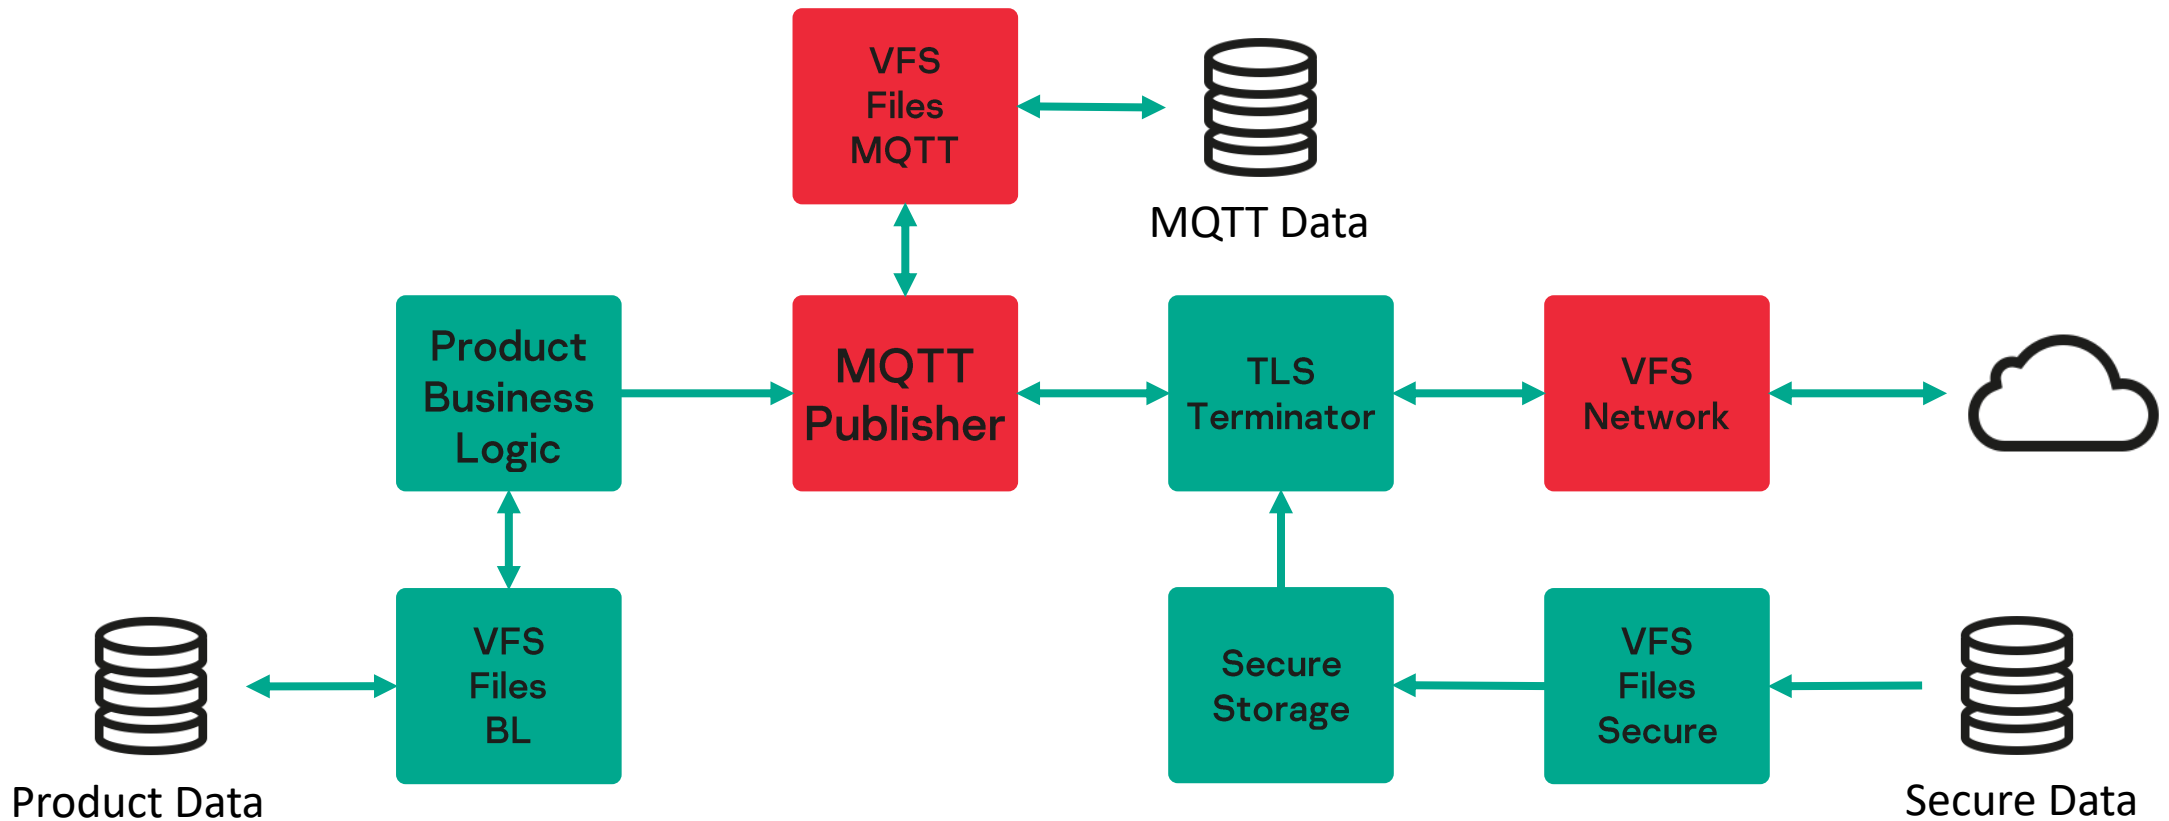 VFS
Files
MQTT
MQTT Data
Product
Business
Logic
MQTT
Publisher
TLS
Terminator
VFS
Network
VFS
Files
BL
Product Data
Secure
Storage
VFS
Files
Secure
Secure Data